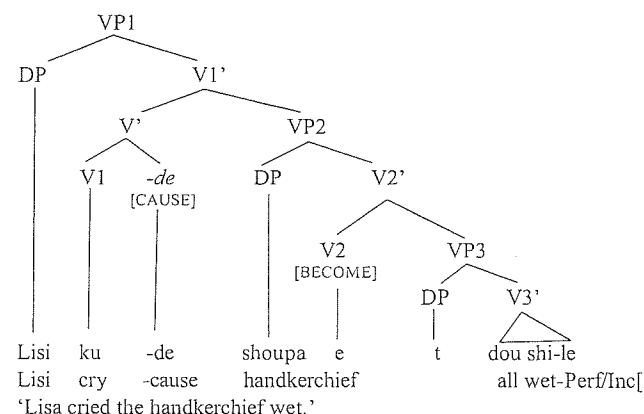 VP1
DP V1’
V’ VP2
V1 -de DP V2’
[CAUSE]
V2 VP3
[BECOME]
DP V3’
Lisi ku -de shoupa e t dou shi-le
Lisi cry -cause handkerchief all wet-Perf/Inc[
‘Lisa cried the handkerchief wet.’